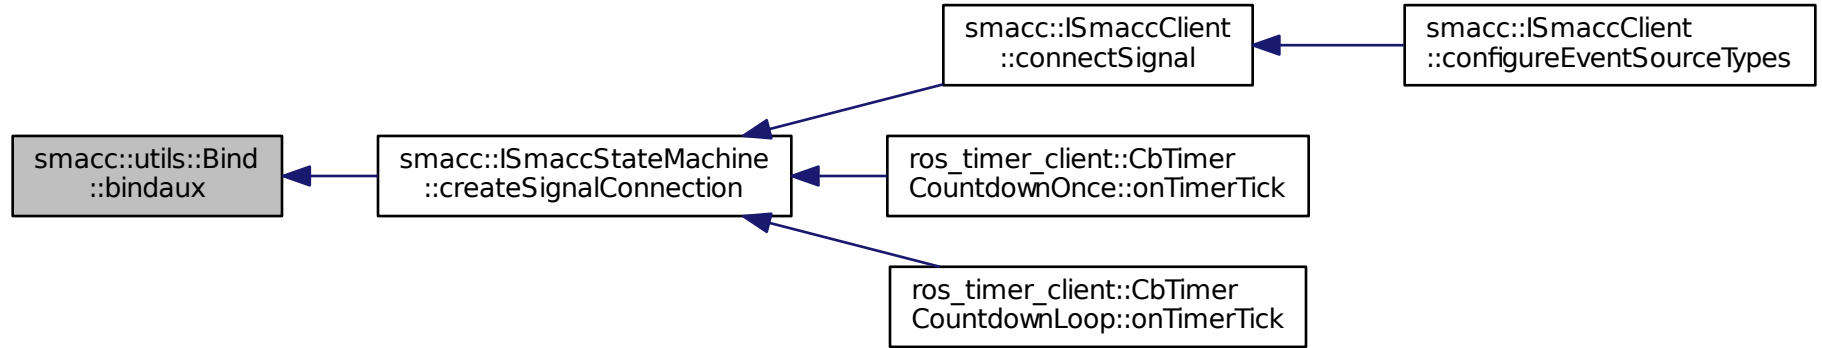 smacc::utils::Bind
::bindaux
smacc::ISmaccStateMachine
::createSignalConnection
smacc::ISmaccClient
::connectSignal
smacc::ISmaccClient
::configureEventSourceTypes
ros_timer_client::CbTimer
CountdownOnce::onTimerTick
ros_timer_client::CbTimer
CountdownLoop::onTimerTick